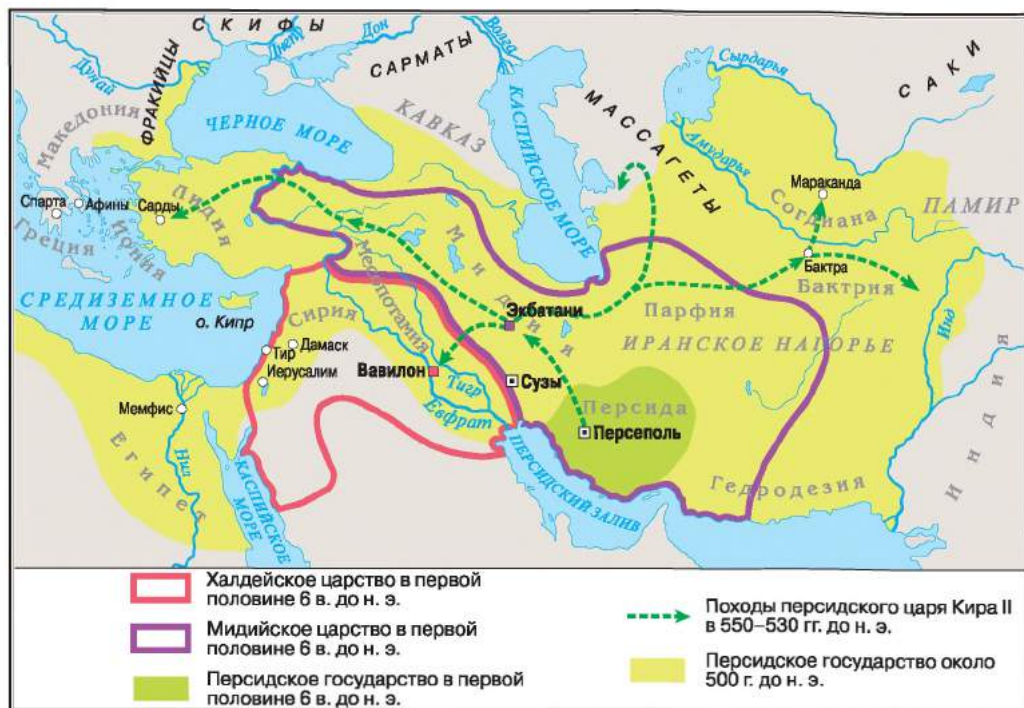 СКИФЫ
Дон
Днепр
Волга
САРМАТЫ
САКИ
Дунай
ФРАКИЙЦЫ
Македония
ЧЕРНОЕ МОРЕ
КАВКАЗ
КАСПИЙСКОЕ МОРЕ
МАССАГЕТЫ
Сырдарья
Амударья
Мараканда
Согдиана
ПАМИР
Спарта
Афины
Сарды
Лидия
Греция
Иония
Мидия
Месопотамия
Бактра
Бактрия
СРЕДИЗЕМНОЕ
МОРЕ
о. Кипр
Сирия
Экбатани
Парфия
ИРАНСКОЕ НАГОРЬЕ
Инд
Индия
Тир
Дамаск
Иерусалим
Вавилон
Тигр
Евфрат
Сузы
Персида
Персеполь
Мемфис
Египет
Нил
КАСПИЙСКОЕ
МОРЕ
ПЕРСИДСКИЙ ЗАЛИВ
Гедродезия
Халдейское царство в первой
половине 6 в. до н. э.
Мидийское царство в первой
половине 6 в. до н. э.
Персидское государство в первой
половине 6 в. до н. э.
Походы персидского царя Кира II
в 550–530 гг. до н. э.
Персидское государство около
500 г. до н. э.